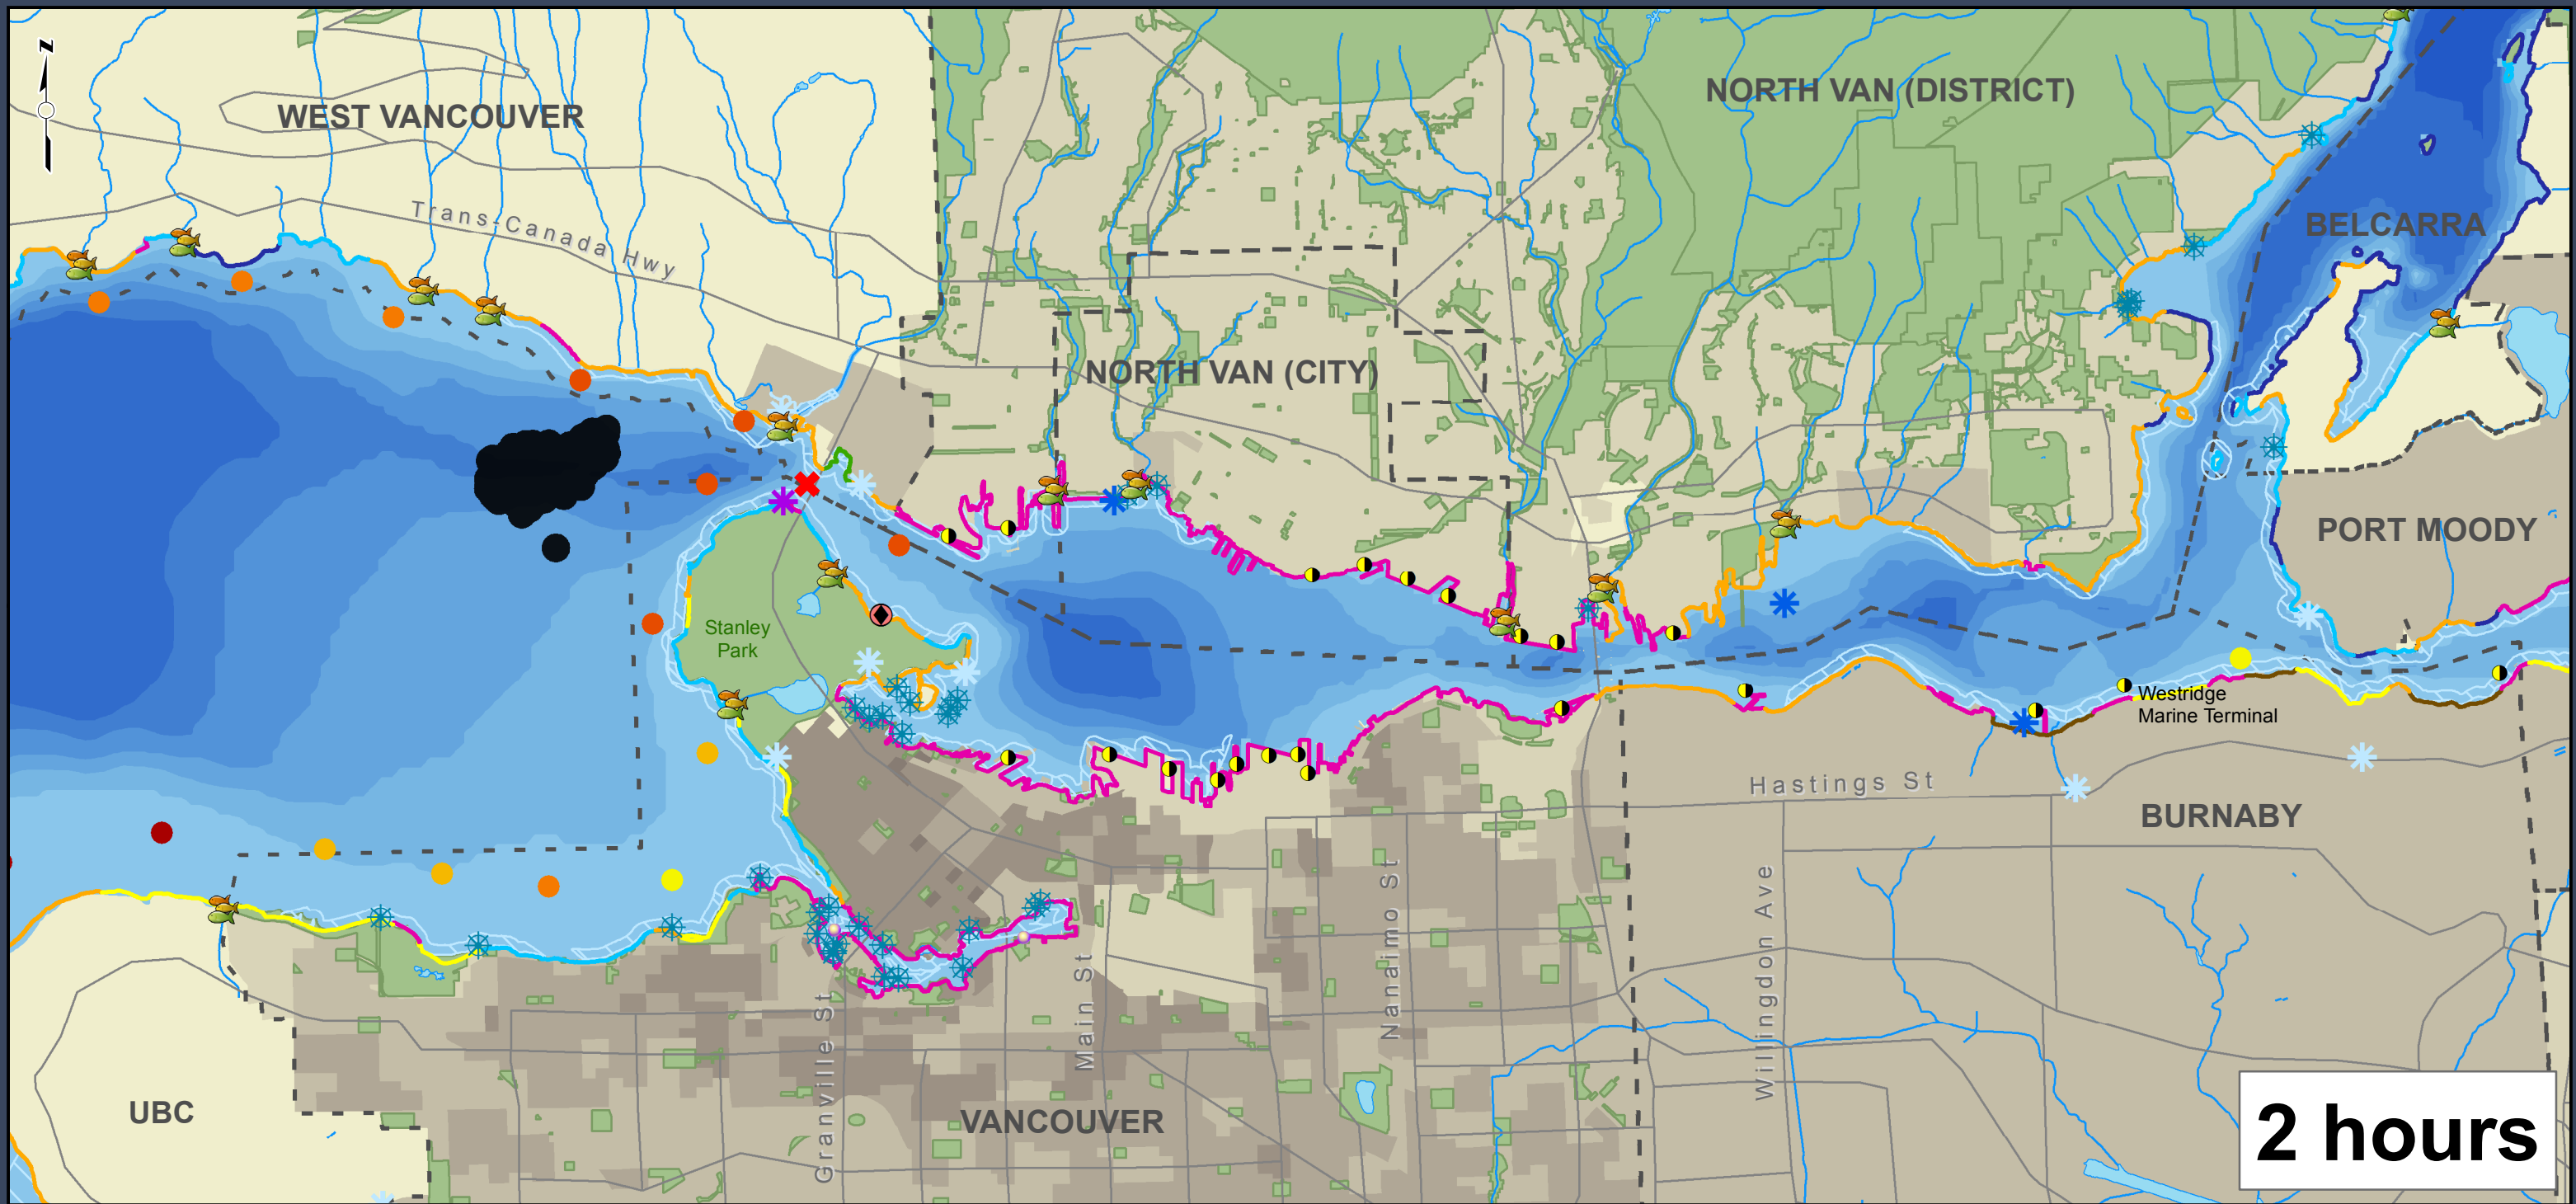 N
WEST VANCOUVER
NORTH VAN (DISTRICT)
Trans-Canada Hwy
BELCARRA
NORTH VAN (CITY)
PORT MOODY
Stanley
Park
Westridge
Marine Terminal
Hastings St
BURNABY
Granville St
Main St
Nanaimo St
Willingdon Ave
UBC
VANCOUVER
2 hours